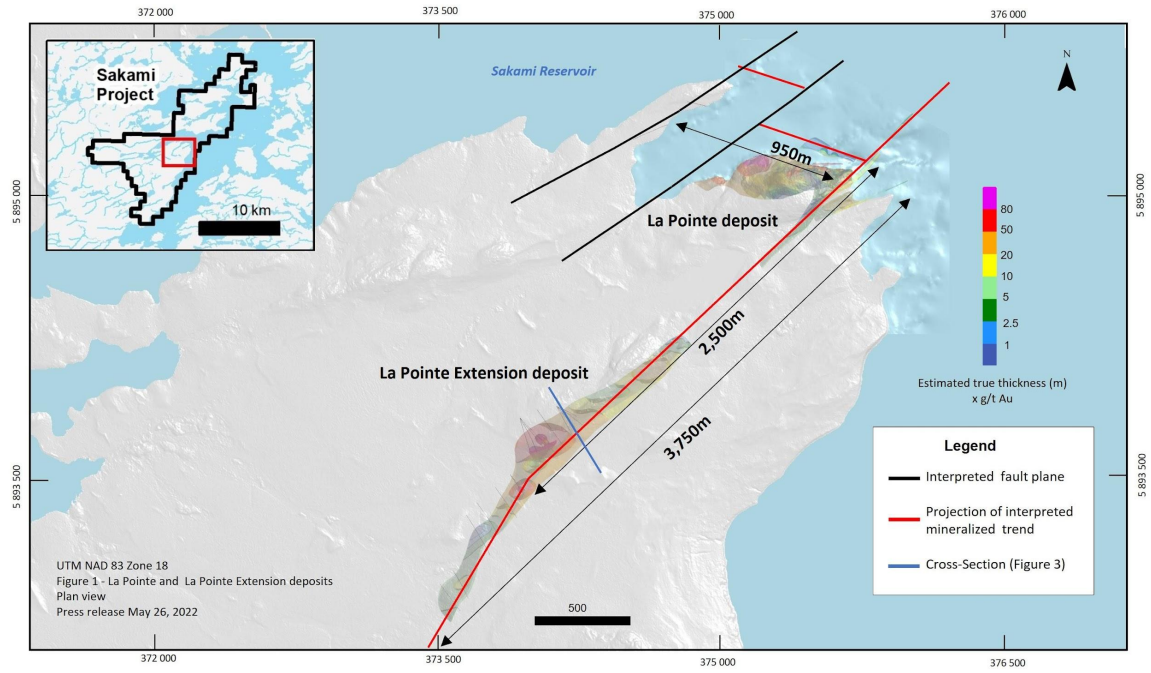 372 000
373 500
375 000
376 000
Sakami
Project
10 km
Sakami Reservoir
N
950m
La Pointe deposit
5 895 000
5 895 000
80
50
20
10
5
2.5
1
Estimated true thickness (m)
x g/t Au
2,500m
La Pointe Extension deposit
3,750m
Legend
Interpreted fault plane
Projection of interpreted
mineralized trend
Cross-Section (Figure 3)
5 893 500
5 893 500
UTM NAD 83 Zone 18
Figure 1 - La Pointe and La Pointe Extension deposits
Plan view
Press release May 26, 2022
500
372 000
373 500
375 000
376 500